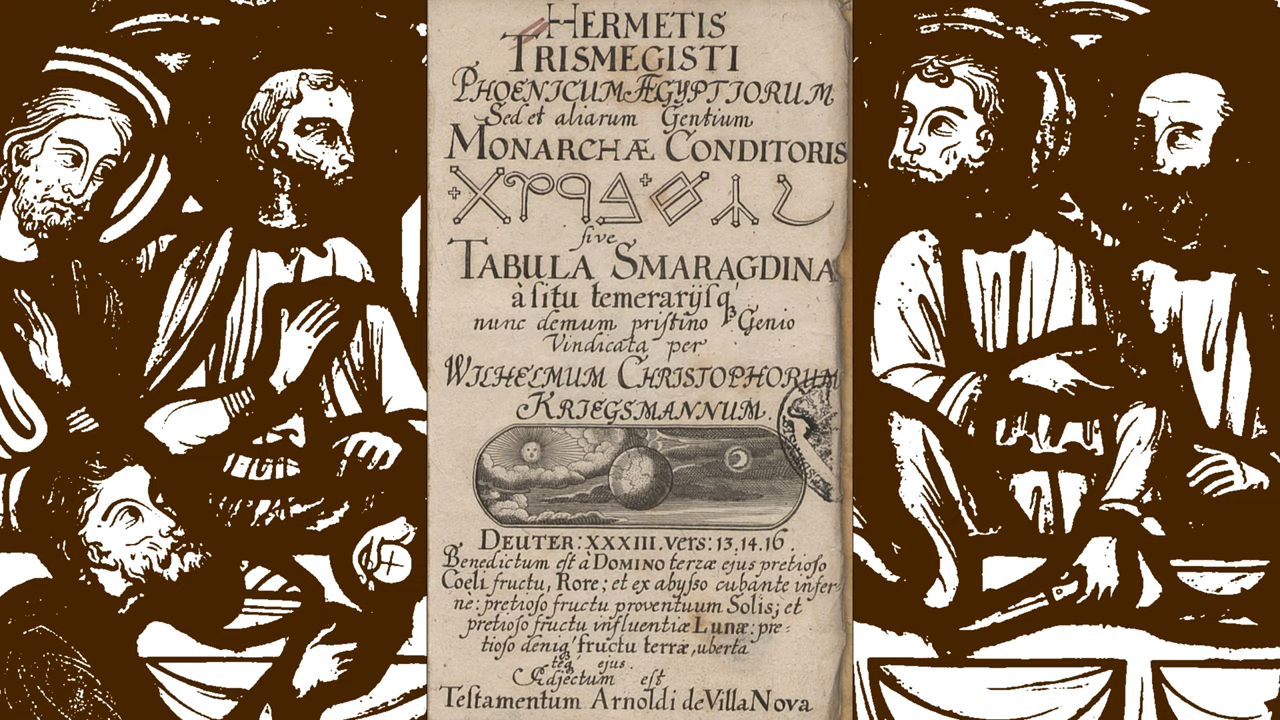 HERMETIS
TRISMEGISTI
PHOENICUM ÆGYPTIORUM
Sed et aliarum Gentium
MONARCHÆ CONDITORIS
sive
TABULA SMARAGDINA
à situ temerarijsq́
nunc demum pristino Genio
Vindicata per
WILHELMUM CHRISTOPHORUM
KRIEGSMANNUM.
DEUTER: XXXIII. vers: 13. 14. 16.
Benedictum est à DOMINO terræ ejus pretioso
Coeli fructu, Rore; et ex abysso cubante infer-
ne: pretioso fructu proventuum Solis; et
pretioso fructu influentiæ Lunæ: pre-
tioso deniq́ fructu terræ, uberta
teq́ ejus.
Adjectum est
Testamentum Arnoldi de Villa Nova